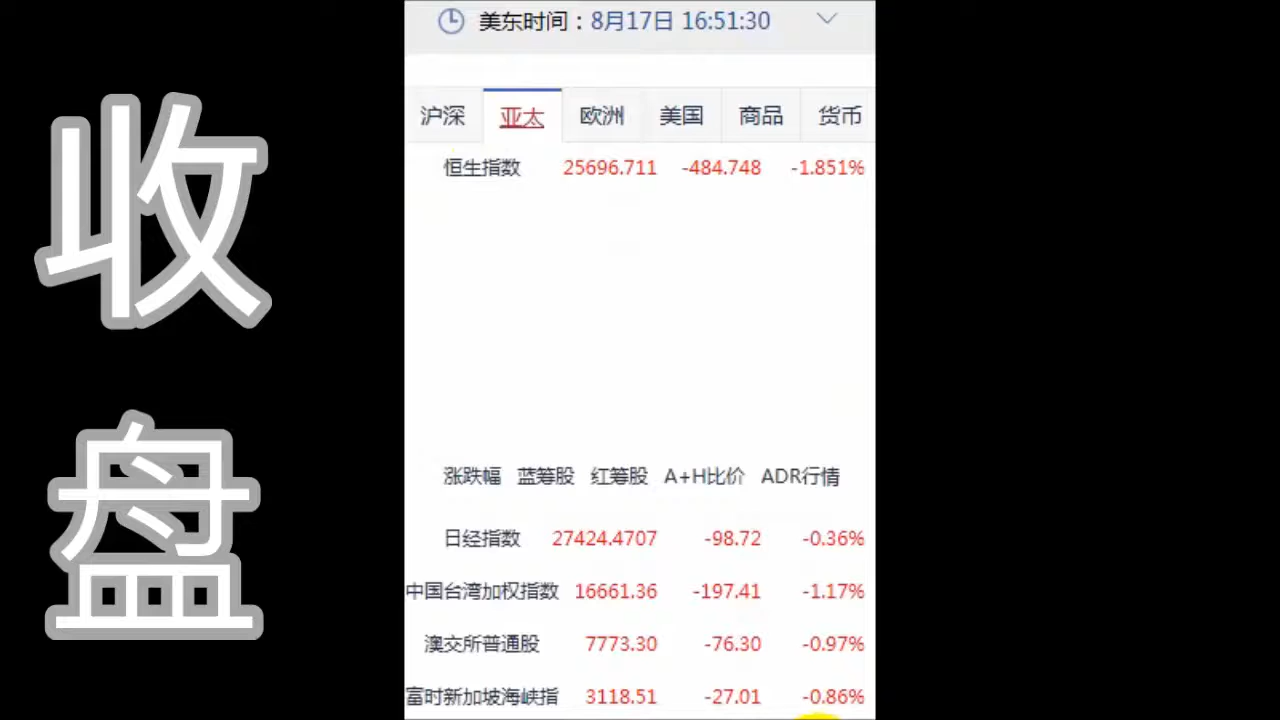 收
盘
美东时间：8月17日 16:51:30
沪深 亚太 欧洲 美国 商品 货币
恒生指数 25696.711 -484.748 -1.851%
涨跌幅 蓝筹股 红筹股 A+H比价 ADR行情
日经指数 27424.4707 -98.72 -0.36%
中国台湾加权指数 16661.36 -197.41 -1.17%
澳交所普通股 7773.30 -76.30 -0.97%
富时新加坡海峡指 3118.51 -27.01 -0.86%